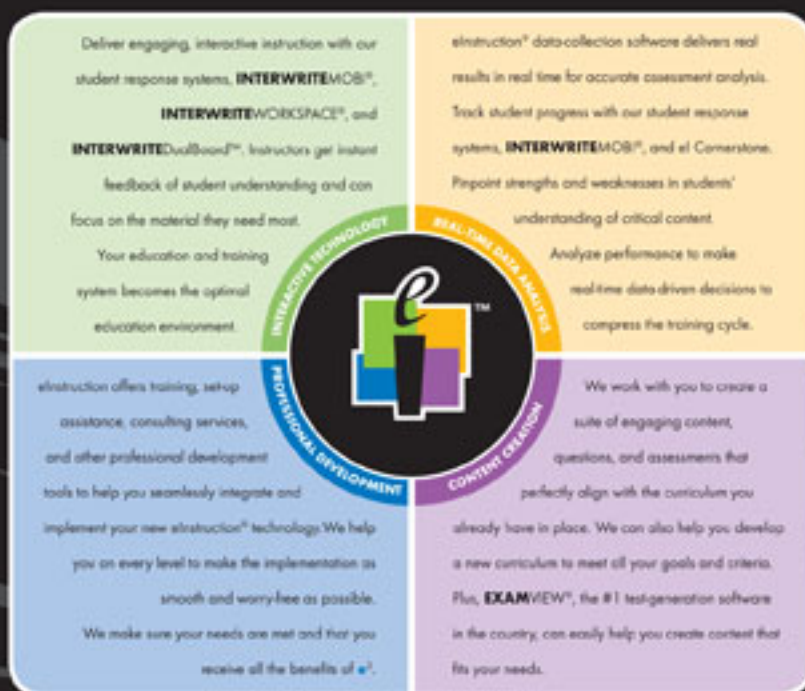 Deliver engaging, interactive instruction with our
student response systems, INTERWRITEMOBI®,
INTERWRITEWORKSPACE®, and
INTERWRITEDualBoard™. Instructors get instant
feedback of student understanding and can
focus on the material they need most.
Your education and training
system becomes the optimal
education environment.
eInstruction® data-collection software delivers real
results in real time for accurate assessment analysis.
Track student progress with our student response
systems, INTERWRITEMOBI®, and eI Cornerstone.
Pinpoint strengths and weaknesses in students'
understanding of critical content.
Analyze performance to make
real-time data-driven decisions to
compress the training cycle.
INTERACTIVE TECHNOLOGY
REAL-TIME DATA ANALYSIS
ei™
PROFESSIONAL DEVELOPMENT
CONTENT CREATION
eInstruction offers training, set-up
assistance, consulting services,
and other professional development
tools to help you seamlessly integrate and
implement your new eInstruction® technology. We help
you on every level to make the implementation as
smooth and worry-free as possible.
We make sure your needs are met and that you
receive all the benefits of
We work with you to create a
suite of engaging content,
questions, and assessments that
perfectly align with the curriculum you
already have in place. We can also help you develop
a new curriculum to meet all your goals and criteria.
Plus, EXAMVIEW®, the #1 test-generation software
in the country, can easily help you create content that
fits your needs.